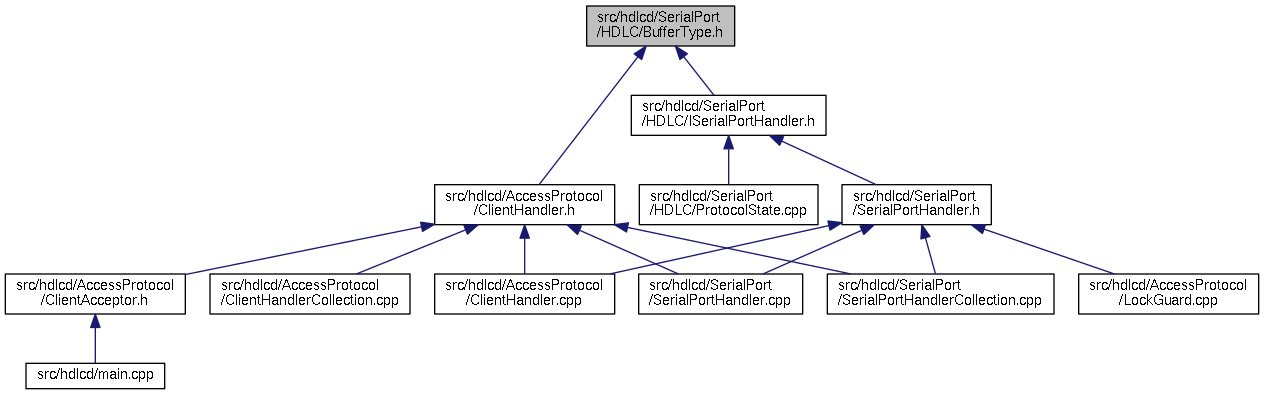 src/hdlcd/SerialPort
/HDLC/BufferType.h
src/hdlcd/SerialPort
/HDLC/ISerialPortHandler.h
src/hdlcd/AccessProtocol
/ClientHandler.h
src/hdlcd/SerialPort
/HDLC/ProtocolState.cpp
src/hdlcd/SerialPort
/SerialPortHandler.h
src/hdlcd/AccessProtocol
/ClientAcceptor.h
src/hdlcd/AccessProtocol
/ClientHandlerCollection.cpp
src/hdlcd/AccessProtocol
/ClientHandler.cpp
src/hdlcd/SerialPort
/SerialPortHandler.cpp
src/hdlcd/SerialPort
/SerialPortHandlerCollection.cpp
src/hdlcd/AccessProtocol
/LockGuard.cpp
src/hdlcd/main.cpp